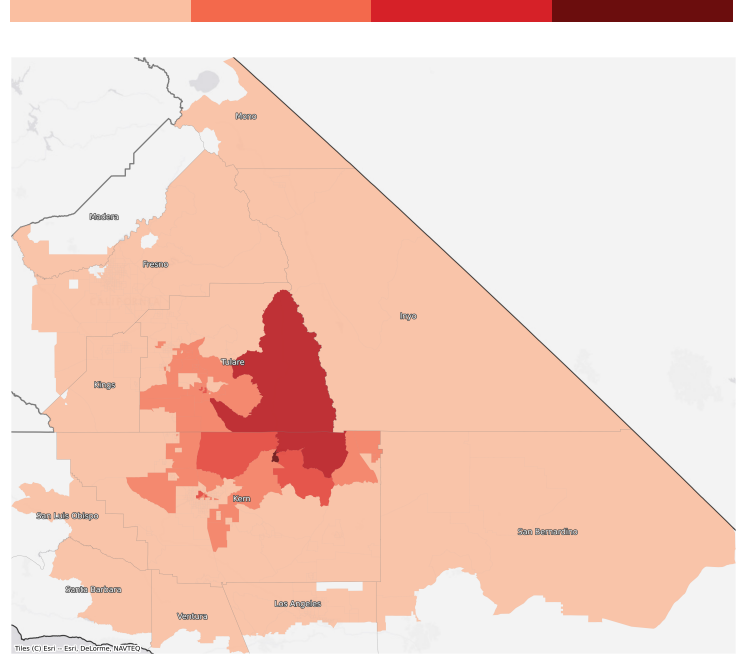 Mono
Madera
Fresno
Inyo
Tulare
Kings
Kern
San Luis Obispo
San Bernardino
Santa Barbara
Los Angeles
Ventura
Tiles (C) Esri -- Esri, DeLorme, NAVTEQ